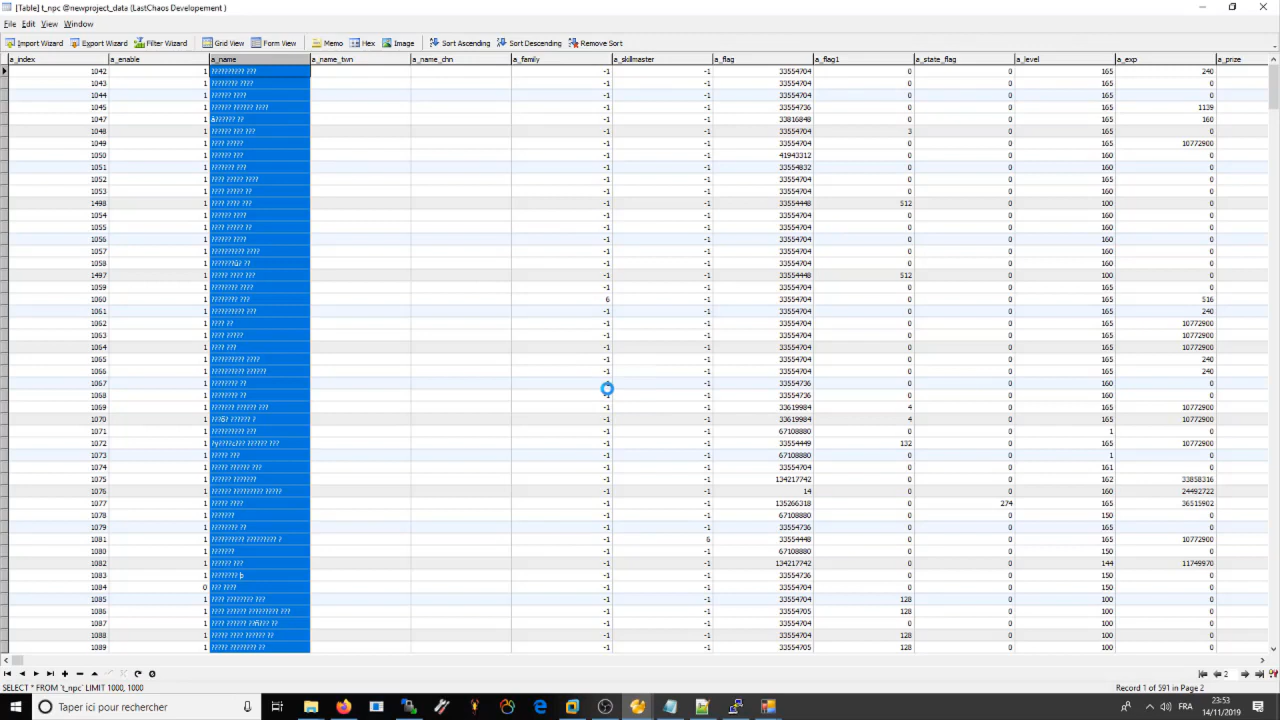 [Table] t_npc @newproject_data (LastChaos Developement )
File Edit View Window
Import Wizard Export Wizard Filter Wizard Grid View Form View Memo Hex Image Sort Ascending Sort Descending Remove Sort
a_index a_enable a_name a_name_twn a_name_chn a_family a_skillmaster a_flag a_flag1 a_state_flag a_level a_exp a_prize
1042 1 ?????????? ??? -1 -1 33554704 0 0 165 240
1043 1 ???????? ???? -1 -1 33554704 0 0 165 0
1044 1 ?????? ???? -1 -1 33554704 0 0 165 0
1045 1 ?????? ?????? ???? -1 -1 33554736 0 0 165 1139
1047 1 â?????? ?? -1 -1 33816848 0 0 165 160
1048 1 ?????? ??? ??? -1 -1 33554704 3 0 165 0
1049 1 ???? ????? -1 -1 33554704 0 0 165 10772900
1050 1 ?????? ??? -1 -1 41943312 0 0 160 0
1051 1 ??????? ??? -1 -1 33554832 0 0 165 0
1052 1 ???? ????? ???? -1 -1 33554704 0 0 160 0
1053 1 ???? ????? ?? -1 -1 33554704 0 0 160 0
1498 1 ???? ???? ??? -1 -1 33554448 512 0 100 0
1054 1 ?????? ???? -1 -1 33554704 0 0 160 0
1055 1 ???? ????? ?? -1 -1 33554704 0 0 160 0
1056 1 ?????? ???? -1 -1 33554704 0 0 160 0
1057 1 ?????????? ???? -1 -1 33554704 0 0 165 0
1058 1 -1 -1 33554704 0 0 165 0
1497 1 ????? ???? ??? -1 -1 33554448 512 0 100 0
1059 1 ???????? ???? -1 -1 33554704 0 0 165 0
1060 1 ???????? ??? 6 -1 33554704 0 0 165 516
1061 1 ?????????? ??? -1 -1 33554704 0 0 165 240
1062 1 ???? ?? -1 -1 33554704 0 0 165 10772900
1063 1 ???? ????? -1 -1 33554704 0 0 165 10772900
1064 1 ???? ??? -1 -1 33554704 0 0 165 10772900
1065 1 ?????????? ???? -1 -1 33554704 0 0 165 240
1066 1 ?????????? ?????? -1 -1 33554704 0 0 165 240
1067 1 ???????? ?? -1 33554736 0 0 160 0
1068 1 ???????? ?? -1 33554736 0 0 160 0
1069 1 ??????? ?????? ??? -1 -1 33619984 4 0 165 10772900
1070 1 -1 -1 33619984 4 0 165 10772900
1071 1 ?????????? ??? -1 -1 67108880 0 0 1 0
1072 1 -1 -1 33554449 132 0 165 10772900
1073 1 ????? ??? -1 -1 67108880 0 0 1 0
1074 1 ????? ?????? ??? -1 -1 33554704 0 0 161 0
1075 1 ?????? ??????? -1 -1 134217742 0 0 165 33858316
1076 1 ?????? ????????? ????? -1 -1 14 0 0 162 24492722
1077 1 ????? ???? -1 -1 135266318 0 274 165 36515902
1078 1 ??????? -1 -1 67108880 0 0 150 0
1079 1 ???????? ?? -1 -1 33554736 0 0 165 0
1081 1 ?????????? ????????? ? 6 -1 33554448 0 0 165 10772900
1080 1 ??????? -1 -1 67108880 0 0 150 0
1082 1 ?????? ??? -1 -1 134217742 0 0 144 11749970
1083 1 ???????? þ -1 -1 33554736 0 0 150 0
1084 0 ??? ???? -1 -1 33554704 0 0 150 0
1085 1 ???? ???????? ??? -1 -1 33554704 128 0 100 0
1086 1 ???? ?????? ????????? ??? -1 -1 33554705 128 0 100 0
1087 1 -1 -1 33554704 0 0 100 0
1088 1 ????? ???? ?????? ?? -1 -1 33554704 128 0 100 0
1089 1 ????? ???????? ?? -1 -1 33554705 128 0 100 0
2
SELECT * FROM `t_npc` LIMIT 1000, 1000 Record 1 of 591 in Page 2
Taper ici pour rechercher FRA 23:53
14/11/2019